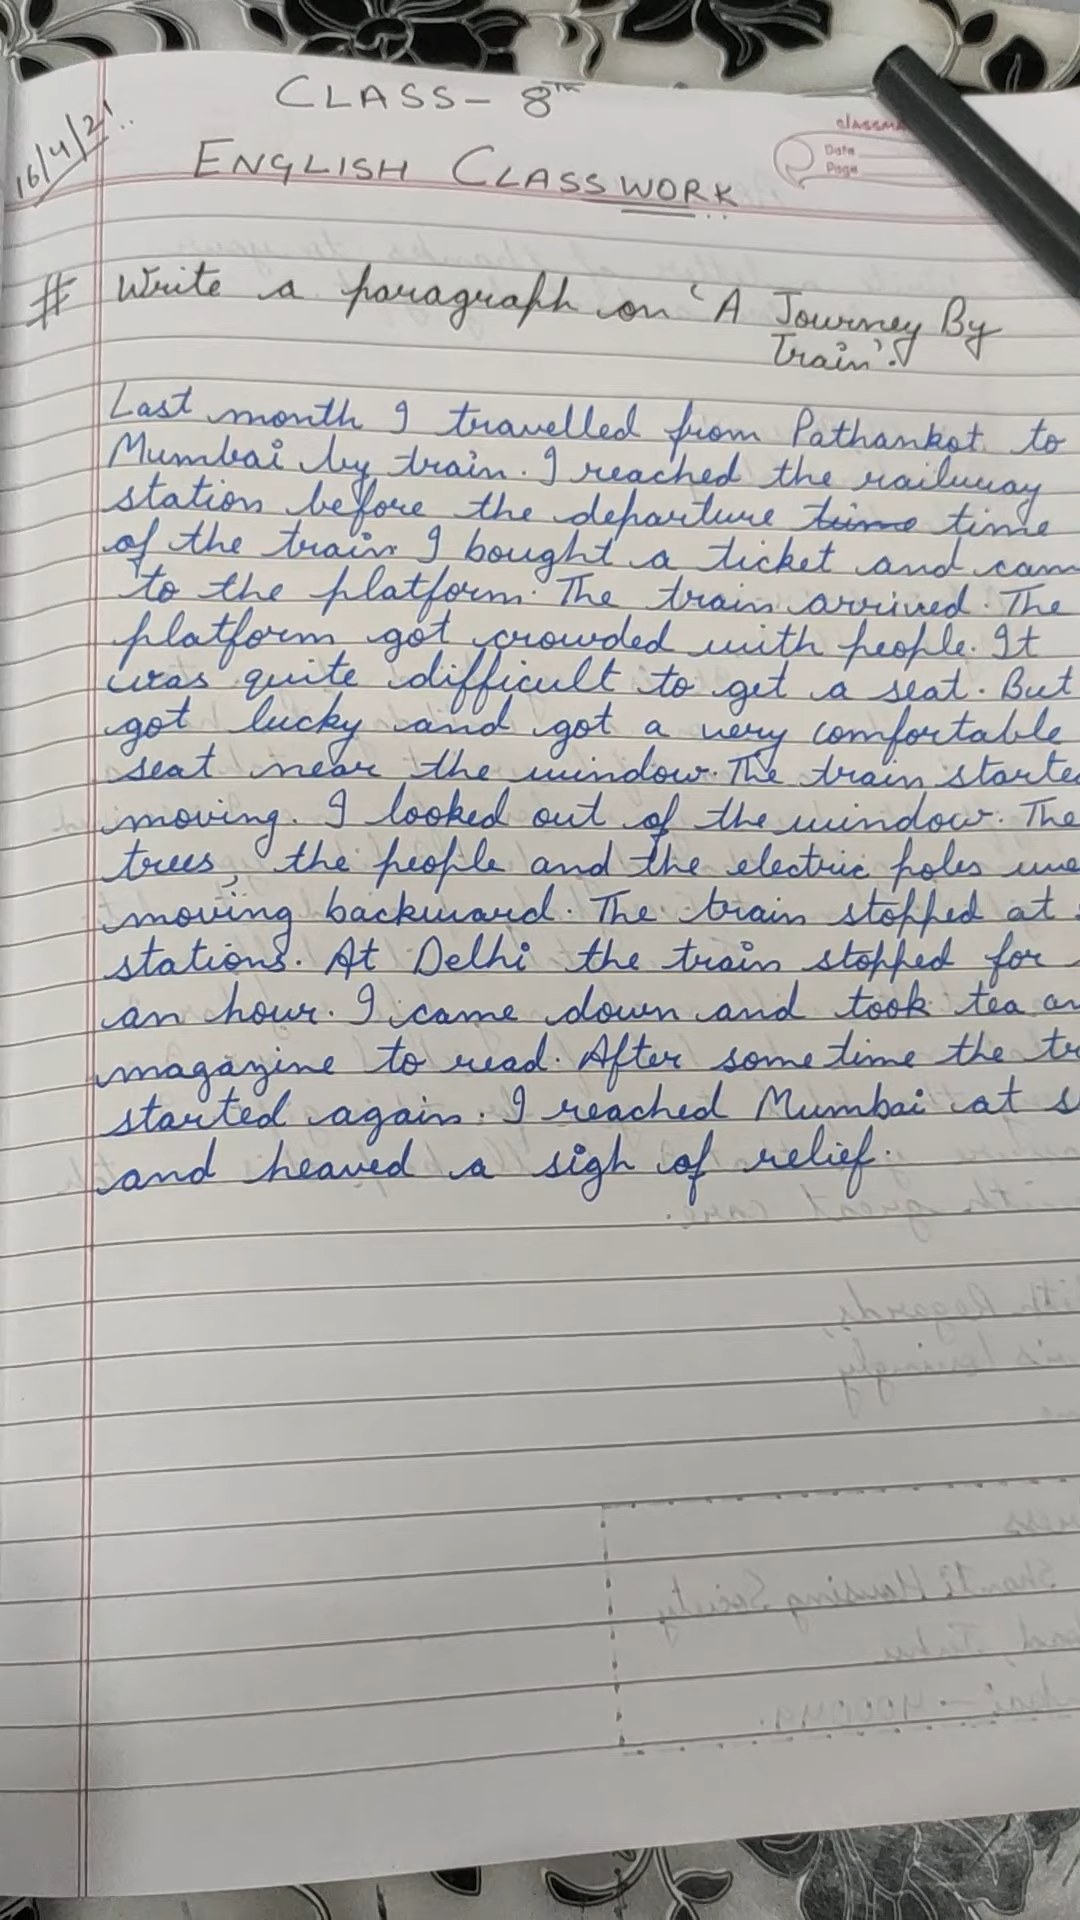 CLASS- 8th
16/4/21
ENGLISH CLASSWORK
Date
Page
# Write a paragraph on 'A Journey By
Train'.
Last month I travelled from Pathankot to
Mumbai by train. I reached the railway
station before the departure time time
of the train I bought a ticket and cam
to the platform. The train arrived. The
platform got crowded with people. It
was quite difficult to get a seat. But
got lucky and got a very comfortable
seat near the window. The train starte
moving. I looked out of the window. The
trees, the people and the electric poles we
moving backward. The train stopped at
stations. At Delhi the train stopped for
an hour. I came down and took tea an
magazine to read. After some time the tr
started again. I reached Mumbai at s
and heaved a sigh of relief.